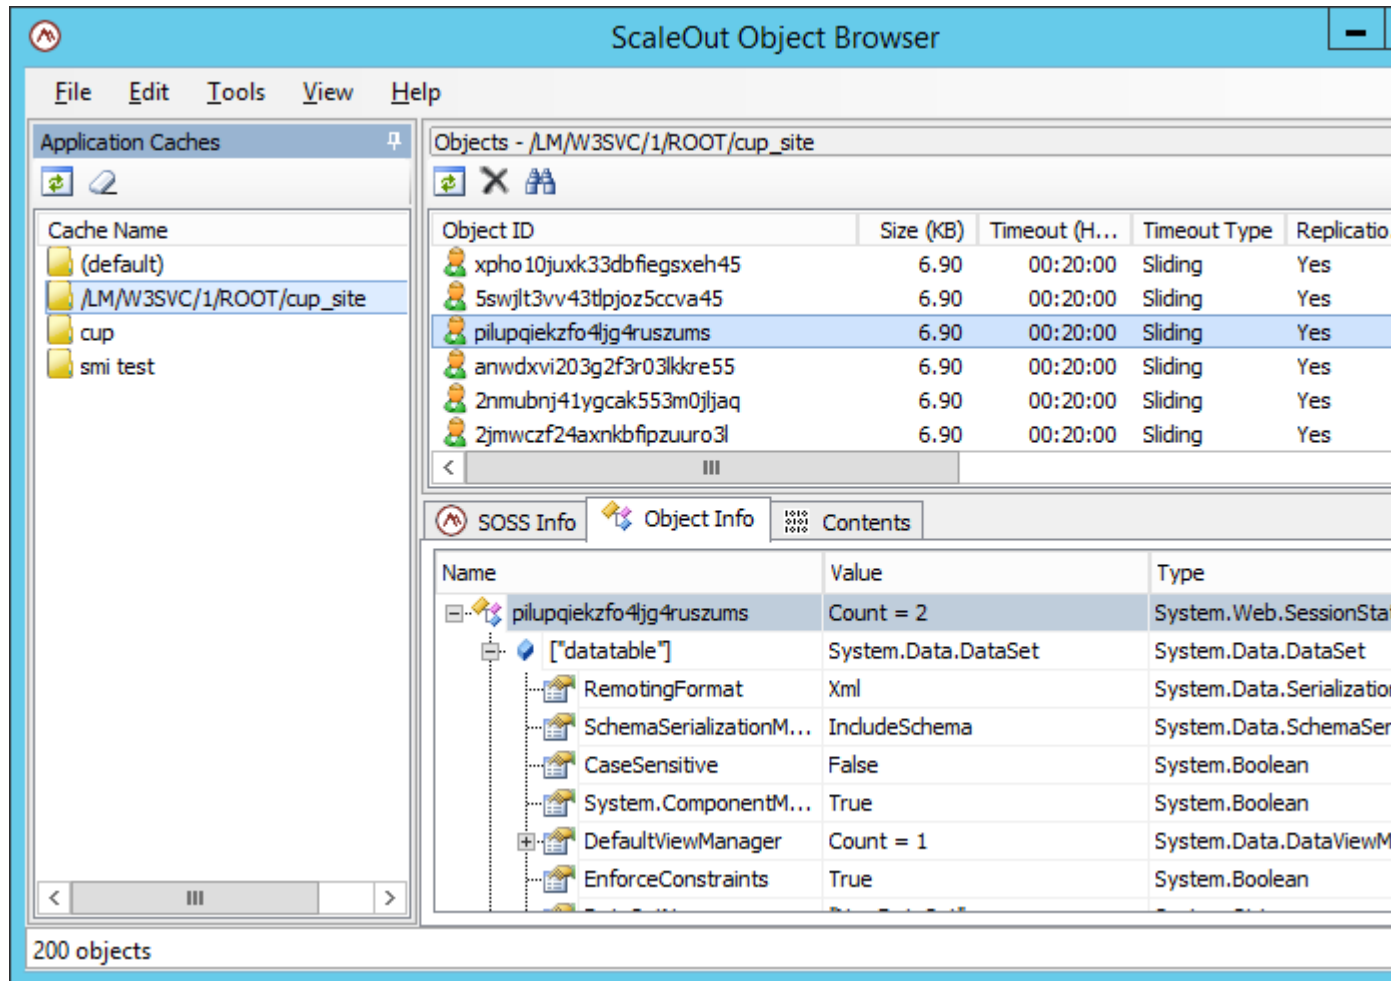 ScaleOut Object Browser
File Edit Tools View Help
Application Caches
Cache Name
(default)
/LM/W3SVC/1/ROOT/cup_site
cup
smi test
Objects - /LM/W3SVC/1/ROOT/cup_site
Object ID Size (KB) Timeout (H... Timeout Type Replicatio
xpho10juxk33dbfiegsxeh45 6.90 00:20:00 Sliding Yes
5swjlt3vv43tlpjoz5ccva45 6.90 00:20:00 Sliding Yes
pilupqiekzfo4ljg4ruszums 6.90 00:20:00 Sliding Yes
anwdxvi203g2f3r03lkkre55 6.90 00:20:00 Sliding Yes
2nmubnj41ygcak553m0jljaq 6.90 00:20:00 Sliding Yes
2jmwczf24axnkbfipzuuro3l 6.90 00:20:00 Sliding Yes
SOSS Info Object Info Contents
Name Value Type
pilupqiekzfo4ljg4ruszums Count = 2 System.Web.SessionSta
["datatable"] System.Data.DataSet System.Data.DataSet
RemotingFormat Xml System.Data.Serialization
SchemaSerializationM... IncludeSchema System.Data.SchemaSer
CaseSensitive False System.Boolean
System.ComponentM... True System.Boolean
DefaultViewManager Count = 1 System.Data.DataViewM
EnforceConstraints True System.Boolean
200 objects